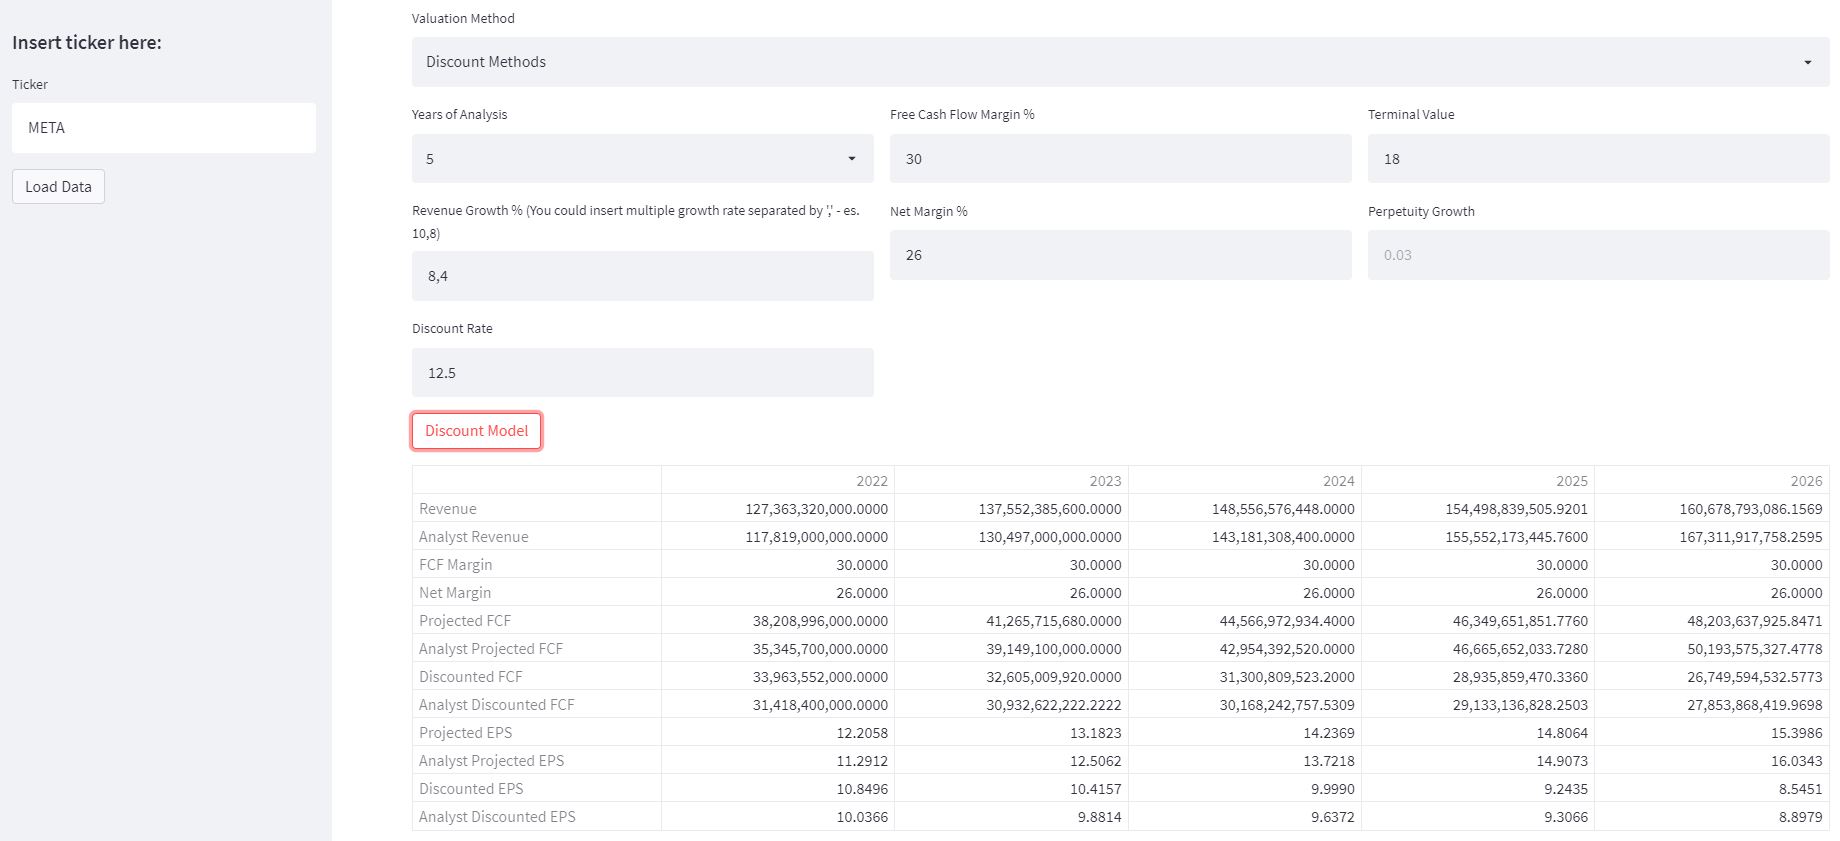 Insert ticker here:
Ticker
META
Load Data
Valuation Method
Discount Methods
Years of Analysis
5
Free Cash Flow Margin %
30
Terminal Value
18
Revenue Growth % (You could insert multiple growth rate separated by ',' - es.
10,8)
8,4
Net Margin %
26
Perpetuity Growth
0.03
Discount Rate
12.5
Discount Model
2022 2023 2024 2025 2026
Revenue 127,363,320,000.0000 137,552,385,600.0000 148,556,576,448.0000 154,498,839,505.9201 160,678,793,086.1569
Analyst Revenue 117,819,000,000.0000 130,497,000,000.0000 143,181,308,400.0000 155,552,173,445.7600 167,311,917,758.2595
FCF Margin 30.0000 30.0000 30.0000 30.0000 30.0000
Net Margin 26.0000 26.0000 26.0000 26.0000 26.0000
Projected FCF 38,208,996,000.0000 41,265,715,680.0000 44,566,972,934.4000 46,349,651,851.7760 48,203,637,925.8471
Analyst Projected FCF 35,345,700,000.0000 39,149,100,000.0000 42,954,392,520.0000 46,665,652,033.7280 50,193,575,327.4778
Discounted FCF 33,963,552,000.0000 32,605,009,920.0000 31,300,809,523.2000 28,935,859,470.3360 26,749,594,532.5773
Analyst Discounted FCF 31,418,400,000.0000 30,932,622,222.2222 30,168,242,757.5309 29,133,136,828.2503 27,853,868,419.9698
Projected EPS 12.2058 13.1823 14.2369 14.8064 15.3986
Analyst Projected EPS 11.2912 12.5062 13.7218 14.9073 16.0343
Discounted EPS 10.8496 10.4157 9.9990 9.2435 8.5451
Analyst Discounted EPS 10.0366 9.8814 9.6372 9.3066 8.8979